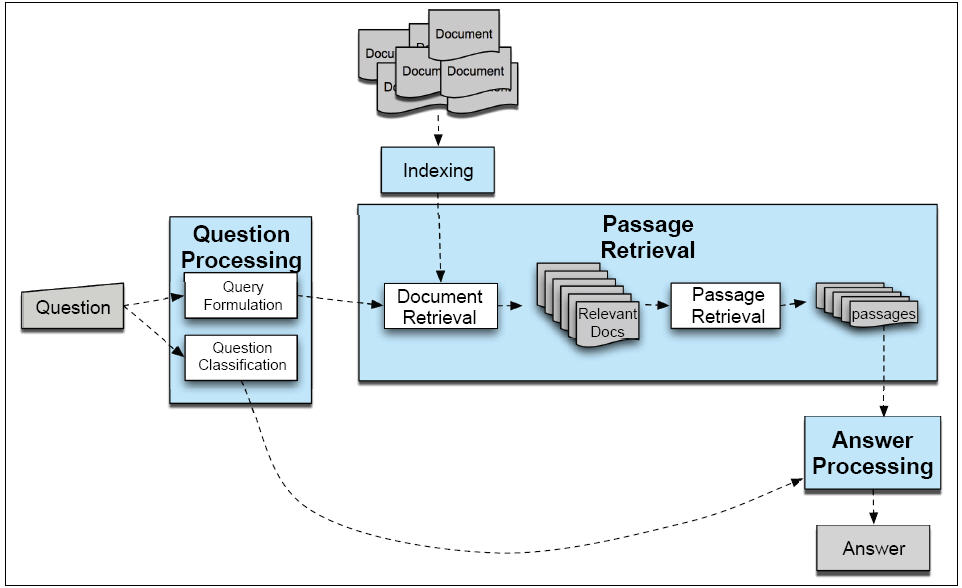 Document
Document
Indexing
Passage
Retrieval
Question
Processing
Query
Formulation
Question
Classification
Question
Document
Retrieval
Relevant
Docs
Passage
Retrieval
passages
Answer
Processing
Answer